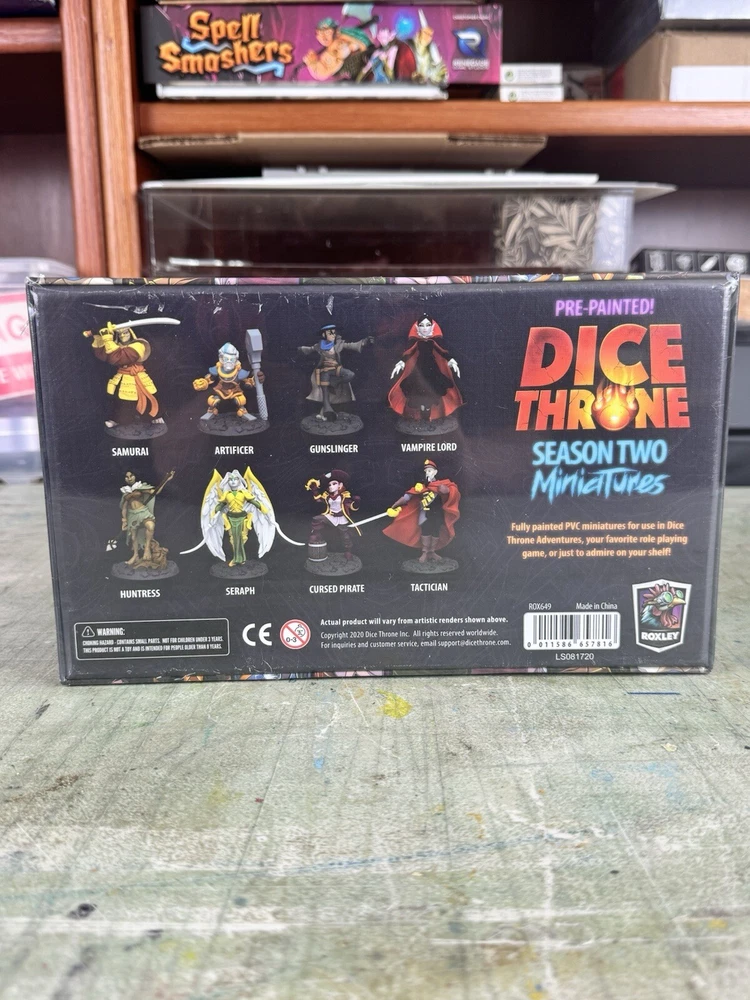 Spell
Smashers
PRE-PAINTED!
DICE
THRONE
SEASON TWO
Miniatures
SAMURAI
ARTIFICER
GUNSLINGER
VAMPIRE LORD
HUNTRESS
SERAPH
CURSED PIRATE
TACTICIAN
Fully painted PVC miniatures for use in Dice
Throne Adventures, your favorite role playing
game, or just to admire on your shelf!
WARNING:
CHOKING HAZARD - CONTAINS SMALL PARTS. NOT FOR CHILDREN UNDER 3 YEARS.
THIS PRODUCT IS NOT A TOY AND IS INTENDED FOR PEOPLE OLDER THAN 8 YEARS.
CE
0-3
Actual product will vary from artistic renders shown above.
Copyright 2020 Dice Throne Inc. All rights reserved worldwide.
For inquiries and customer service, email support@dicethrone.com.
ROX649 Made in China
0 011586 657816
LS081720
ROXLEY